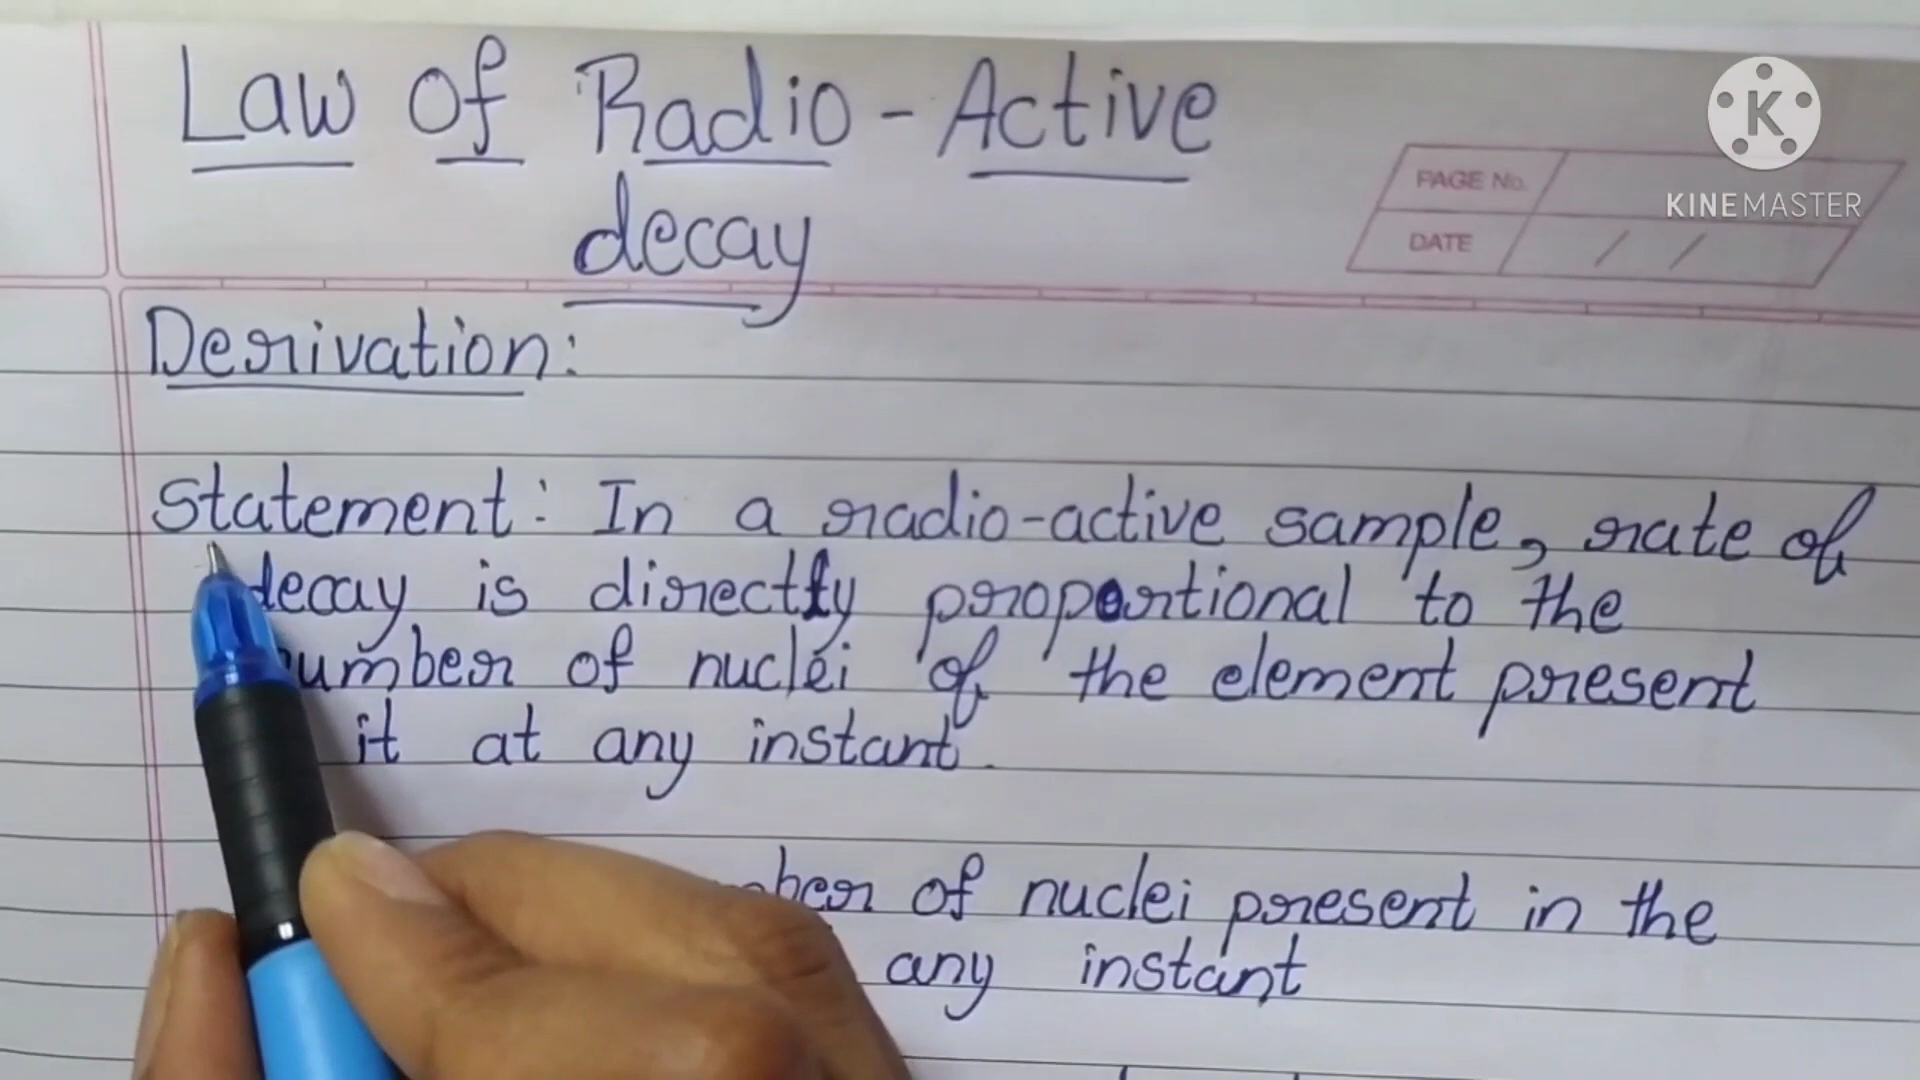 Law of Radio-Active
decay
K
KINEMASTER
PAGE No.
DATE / /
Derivation:
Statement: In a radio-active sample, rate of
decay is directly proportional to the
number of nuclei of the element present
it at any instant.
of nuclei present in the
any instant